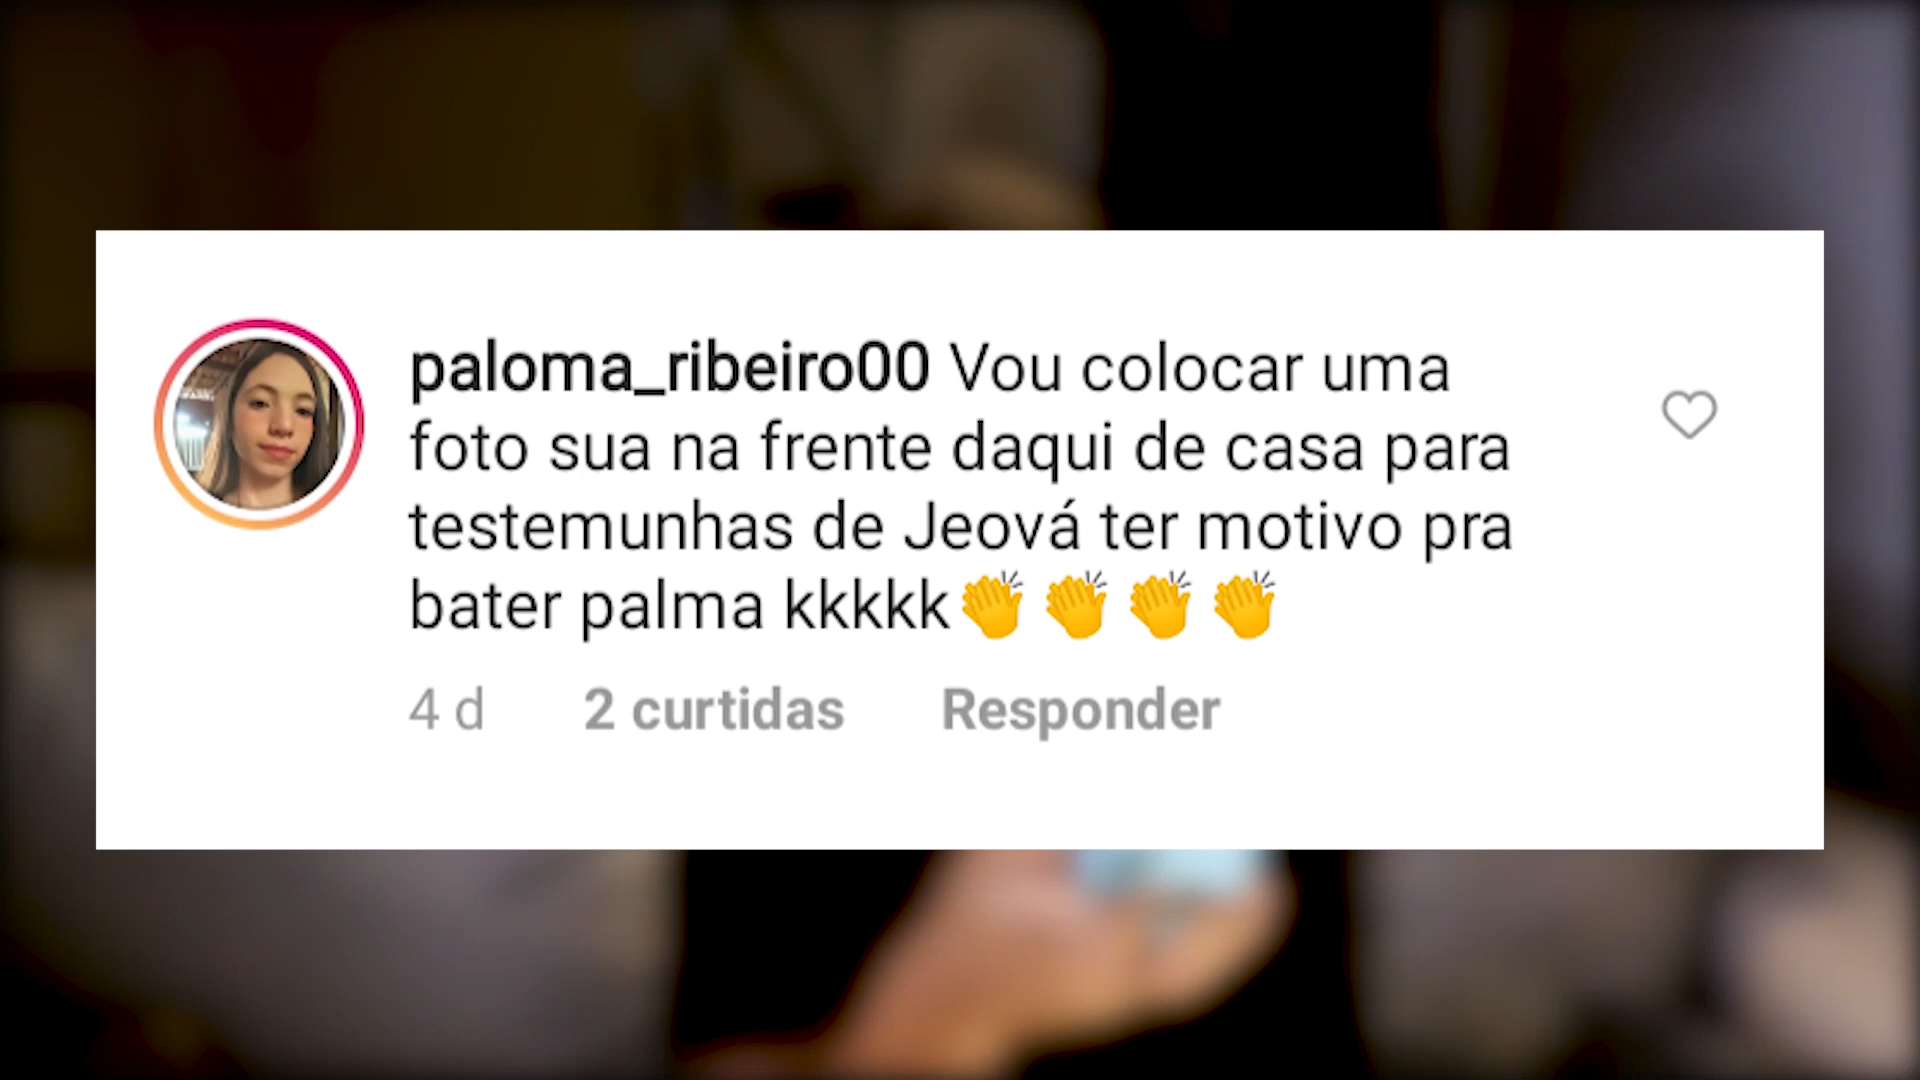 paloma_ribeiro00 Vou colocar uma
foto sua na frente daqui de casa para
testemunhas de Jeová ter motivo pra
bater palma kkkkk👏👏👏👏
4 d 2 curtidas Responder